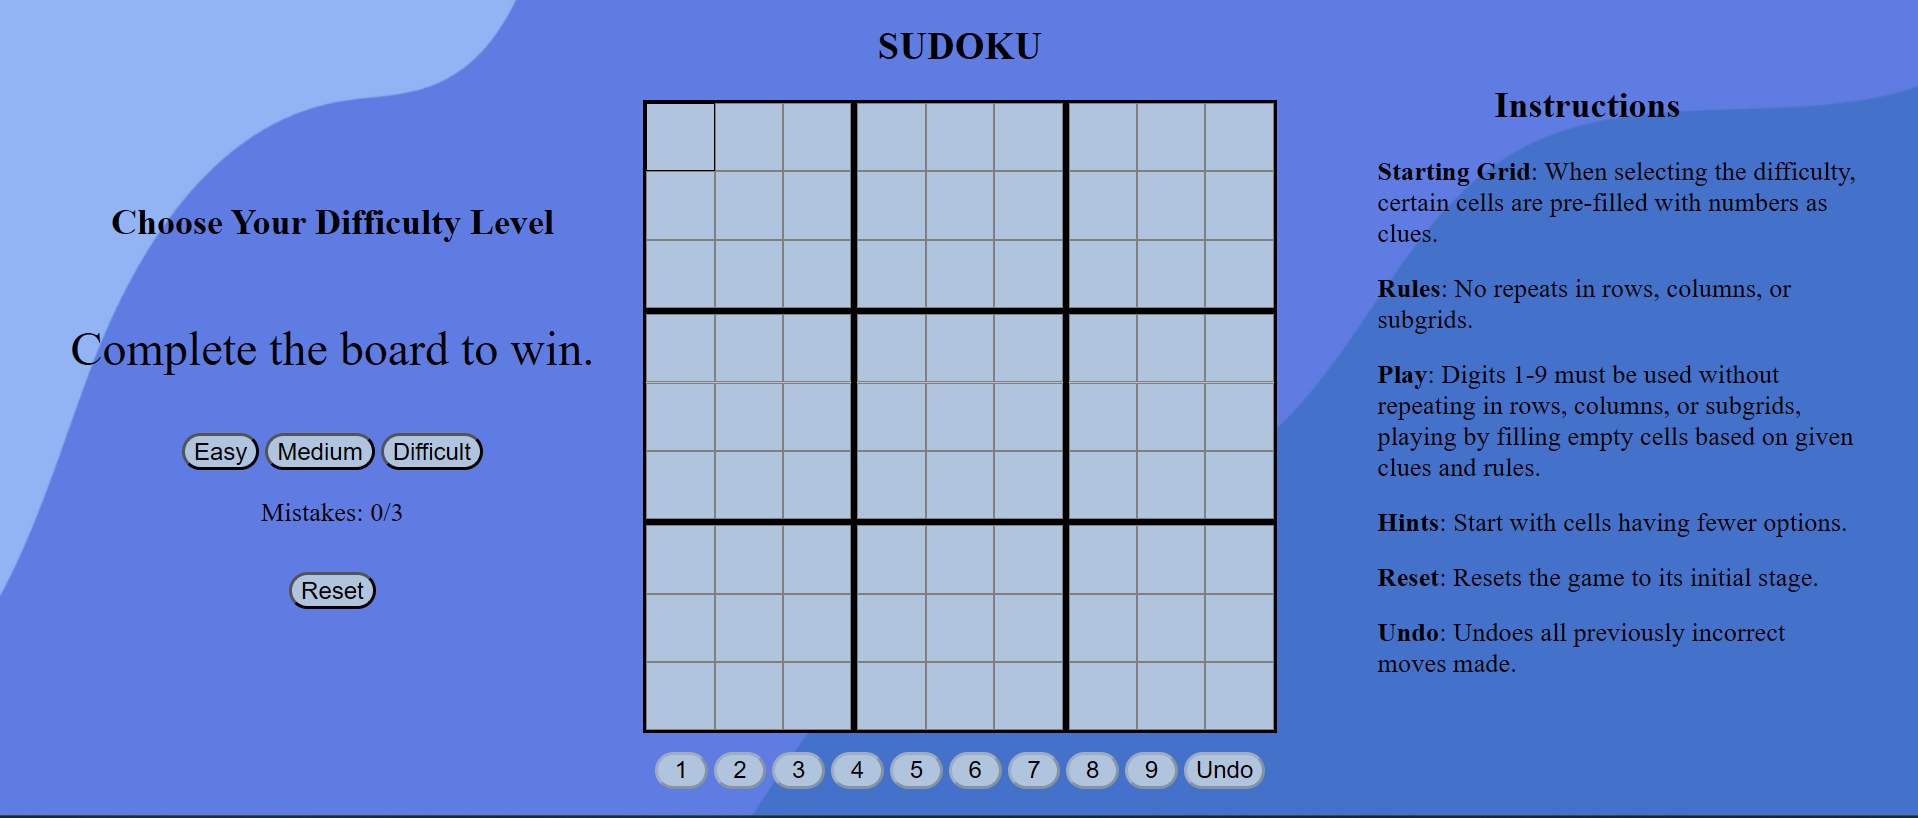 SUDOKU
Choose Your Difficulty Level
Complete the board to win.
Easy Medium Difficult
Mistakes: 0/3
Reset
1 2 3 4 5 6 7 8 9 Undo
Instructions
Starting Grid: When selecting the difficulty,
certain cells are pre-filled with numbers as
clues.
Rules: No repeats in rows, columns, or
subgrids.
Play: Digits 1-9 must be used without
repeating in rows, columns, or subgrids,
playing by filling empty cells based on given
clues and rules.
Hints: Start with cells having fewer options.
Reset: Resets the game to its initial stage.
Undo: Undoes all previously incorrect
moves made.